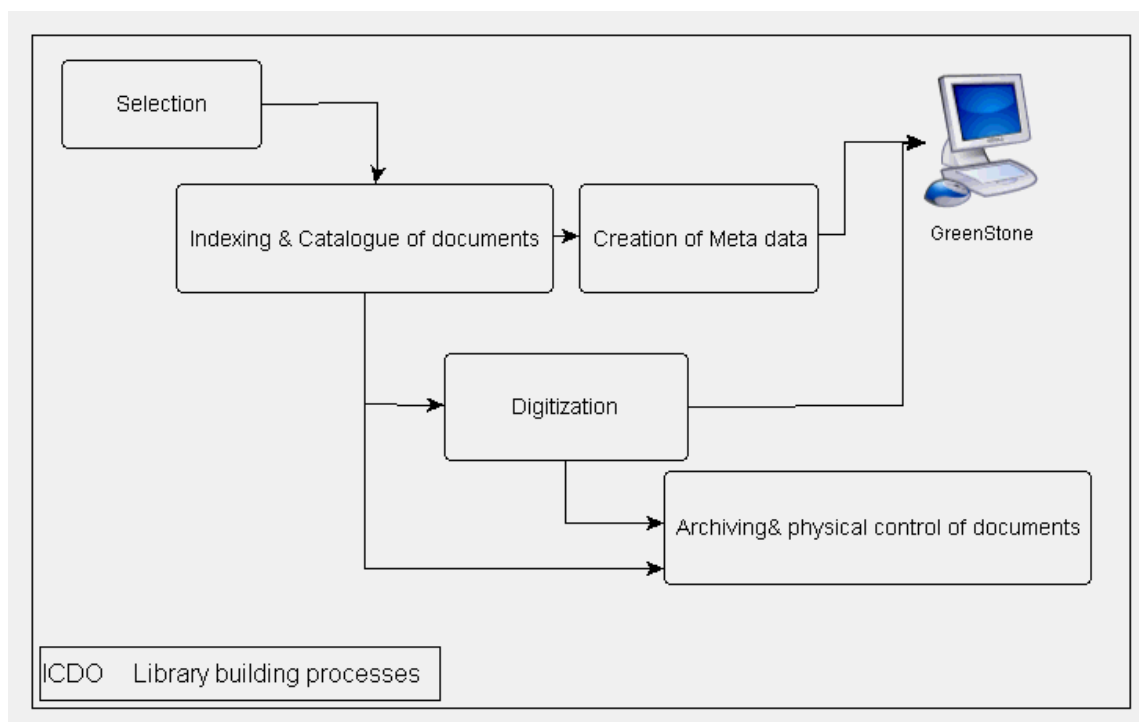 Selection
Indexing & Catalogue of documents
Creation of Meta data
GreenStone
Digitization
Archiving& physical control of documents
ICDO Library building processes